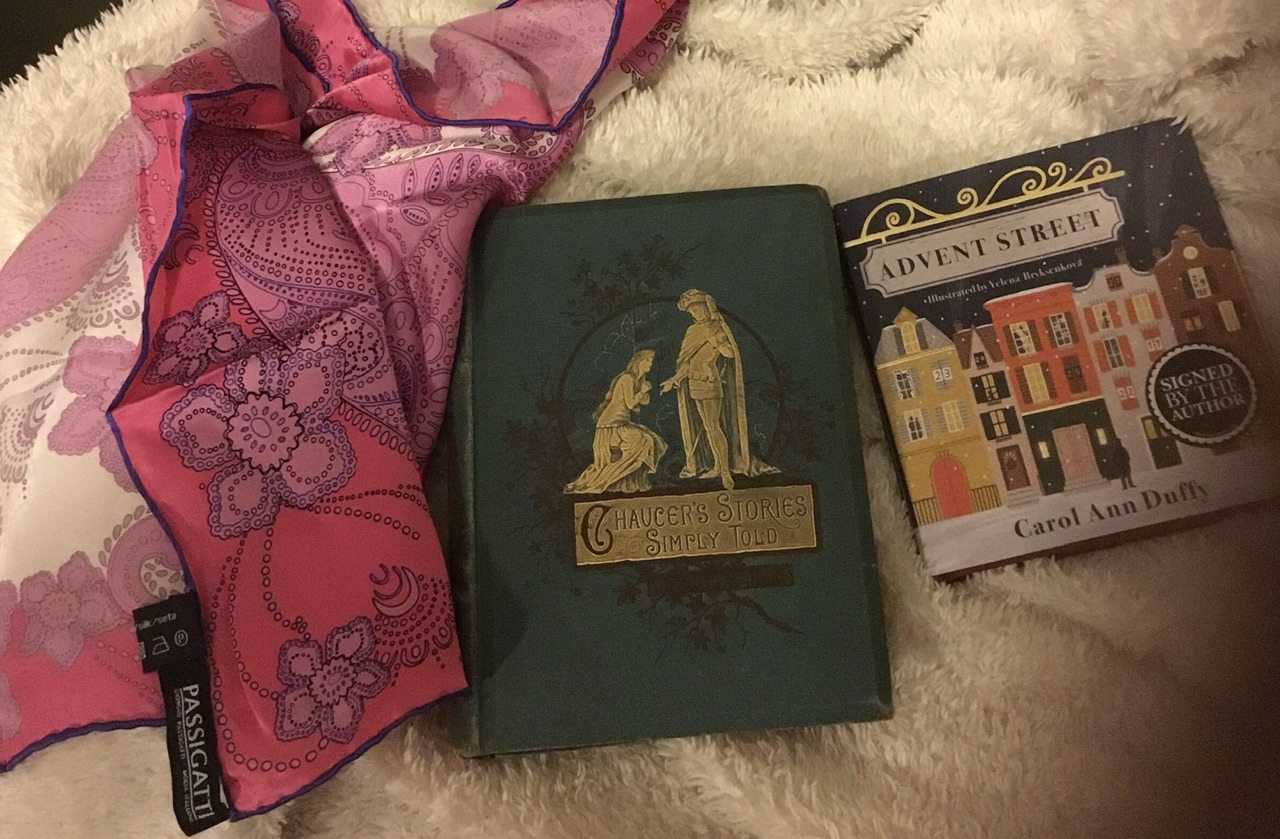 silk/seta
PASSIGATTI
CHAUCER'S STORIES
SIMPLY TOLD
ADVENT STREET
Illustrated by Yelena Bryksenkova
23
SIGNED
BY THE
AUTHOR
Carol Ann Duffy